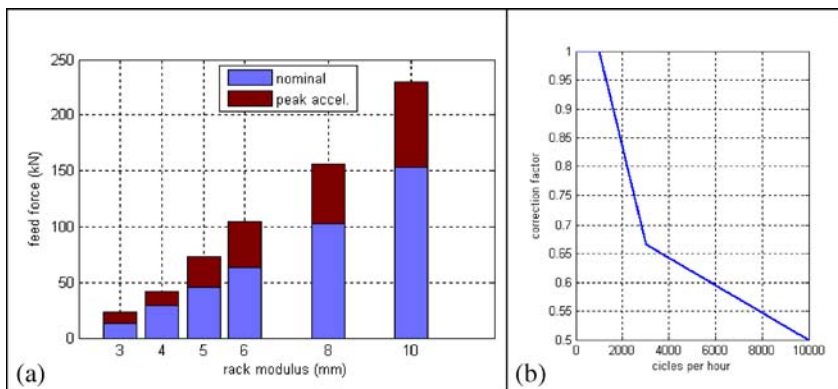 250
200
150
100
50
0
feed force (kN)
nominal
peak accel.
3 4 5 6 8 10
rack modulus (mm)
(a)
1
0.95
0.9
0.85
0.8
0.75
0.7
0.65
0.6
0.55
0.5
correction factor
0 2000 4000 6000 8000 10000
cicles per hour
(b)